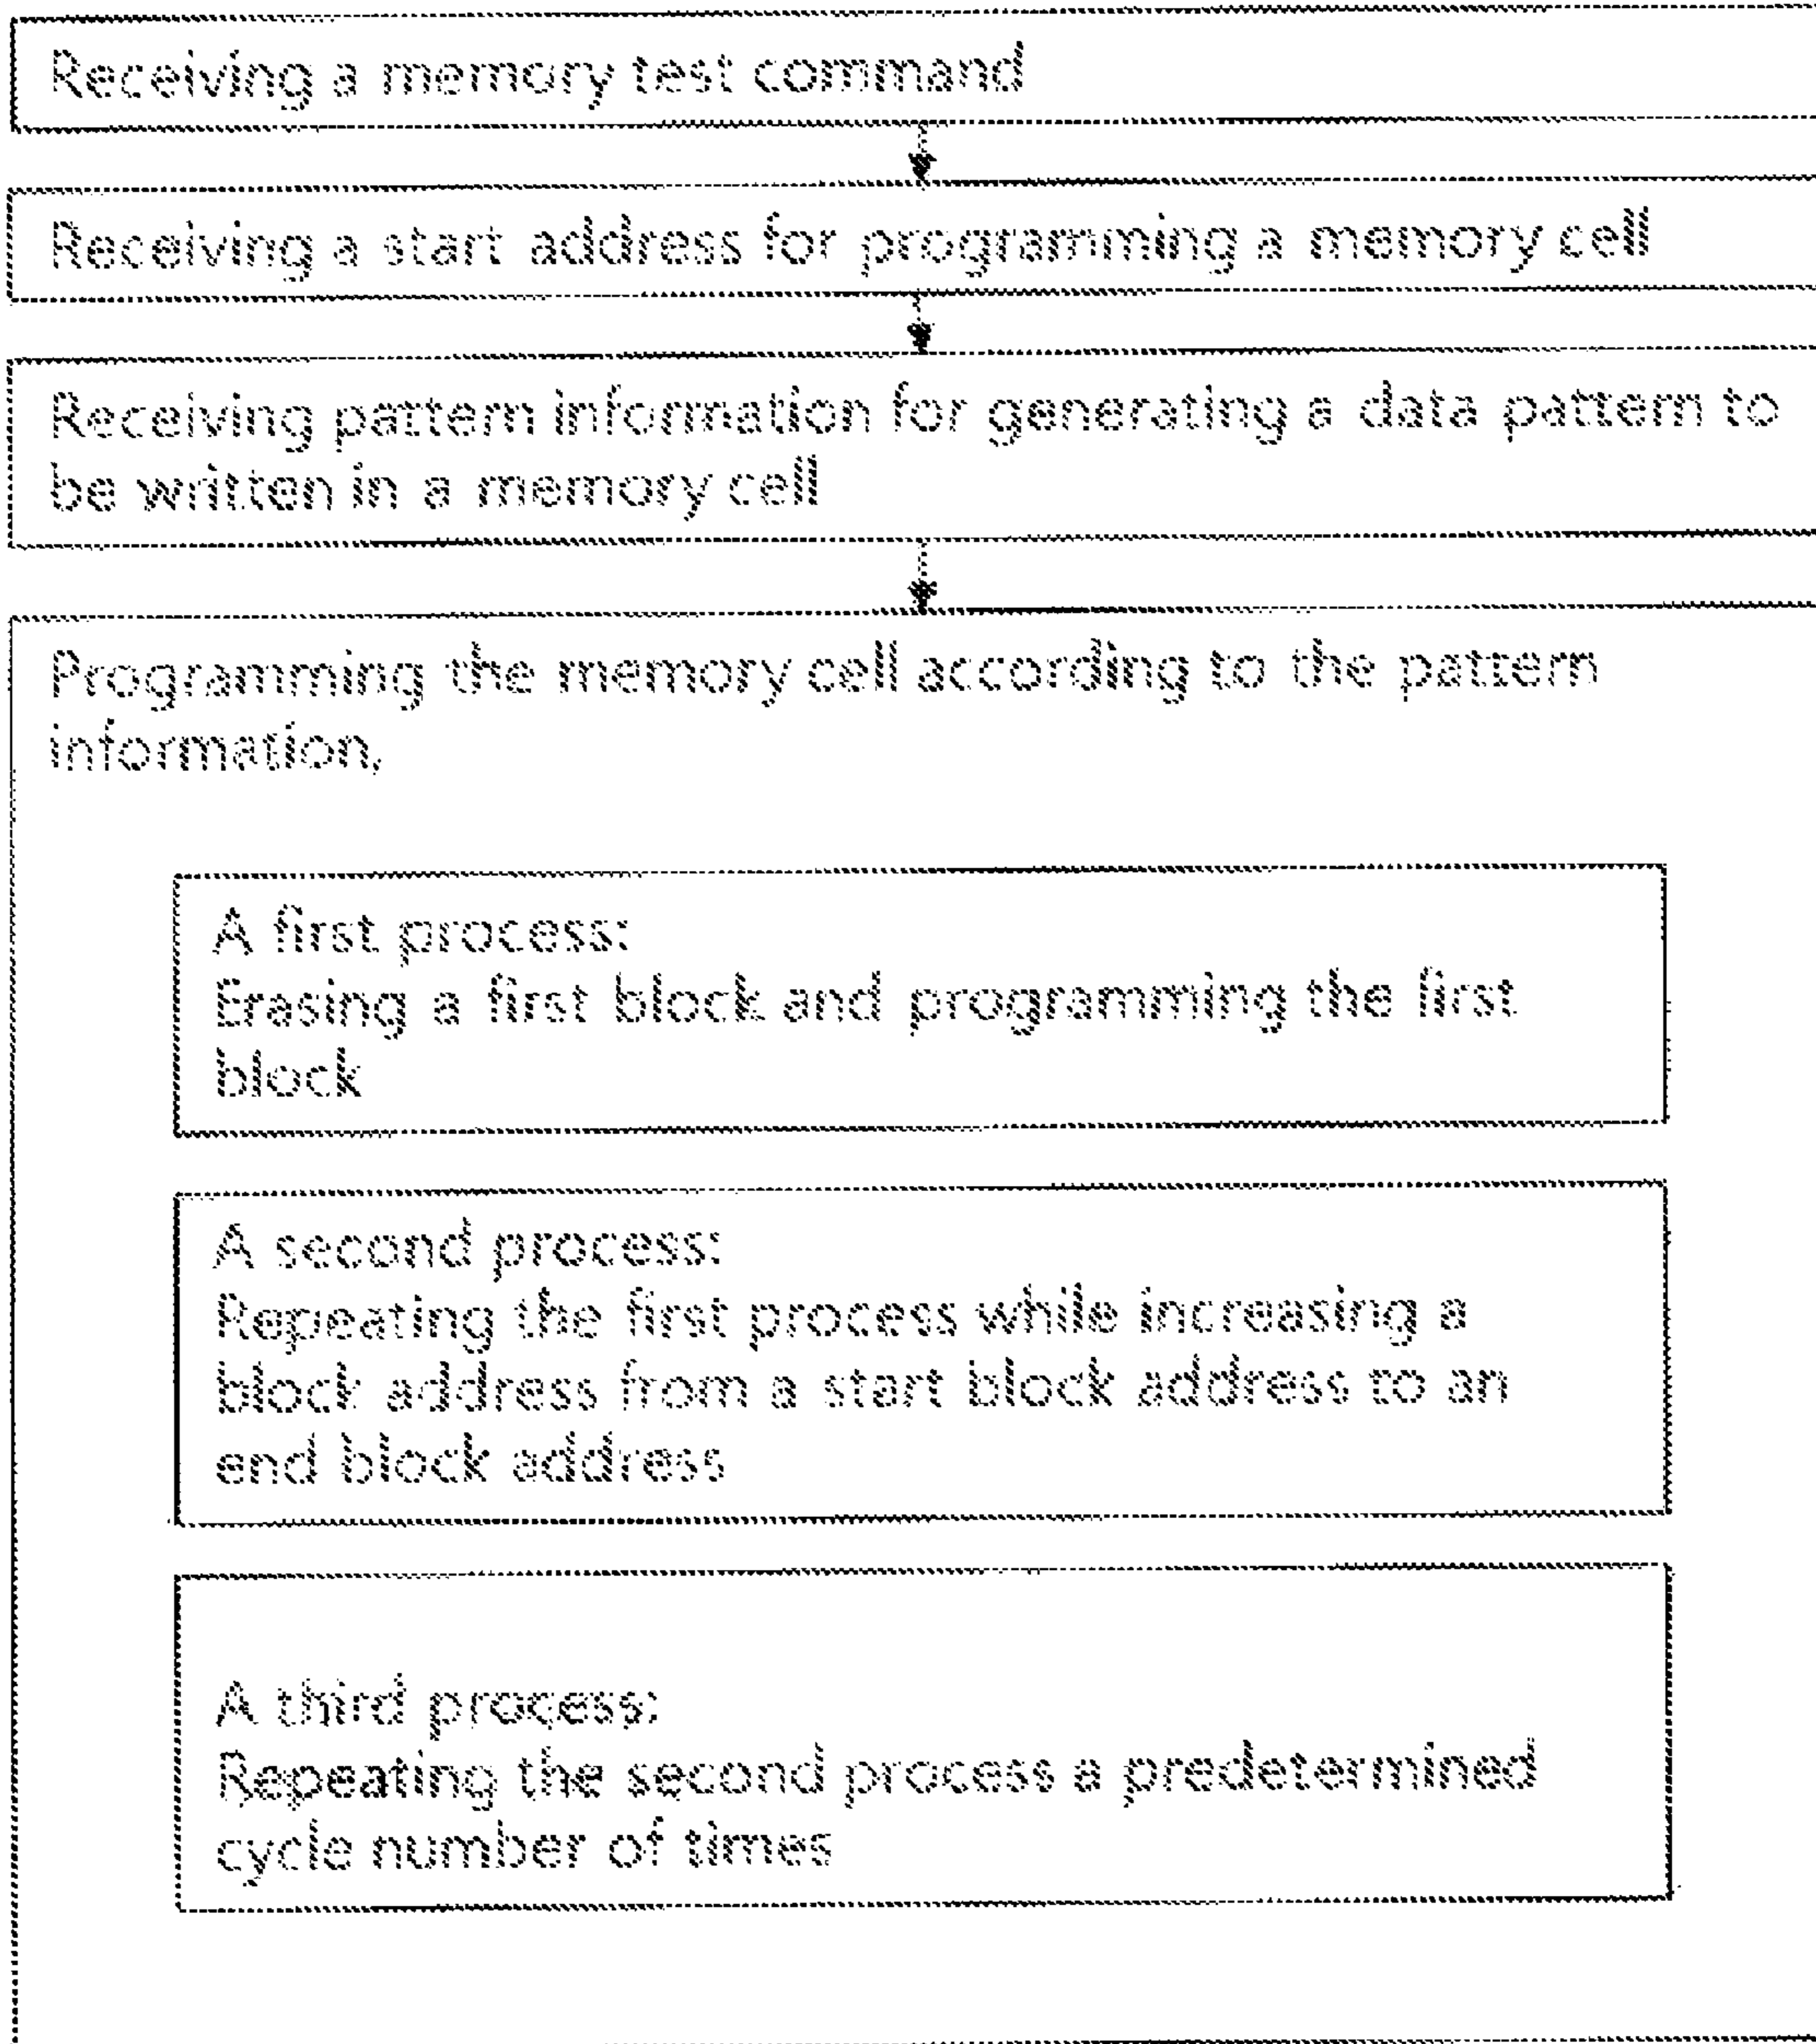 Receiving a memory test command
Receiving a start address for programming a memory cell
Receiving pattern information for generating a data pattern to
be written in a memory cell
Programming the memory cell according to the pattern
information,
A first process:
Erasing a first block and programming the first
block
A second process:
Repeating the first process while increasing a
block address from a start block address to an
end block address
A third process:
Repeating the second process a predetermined
cycle number of times